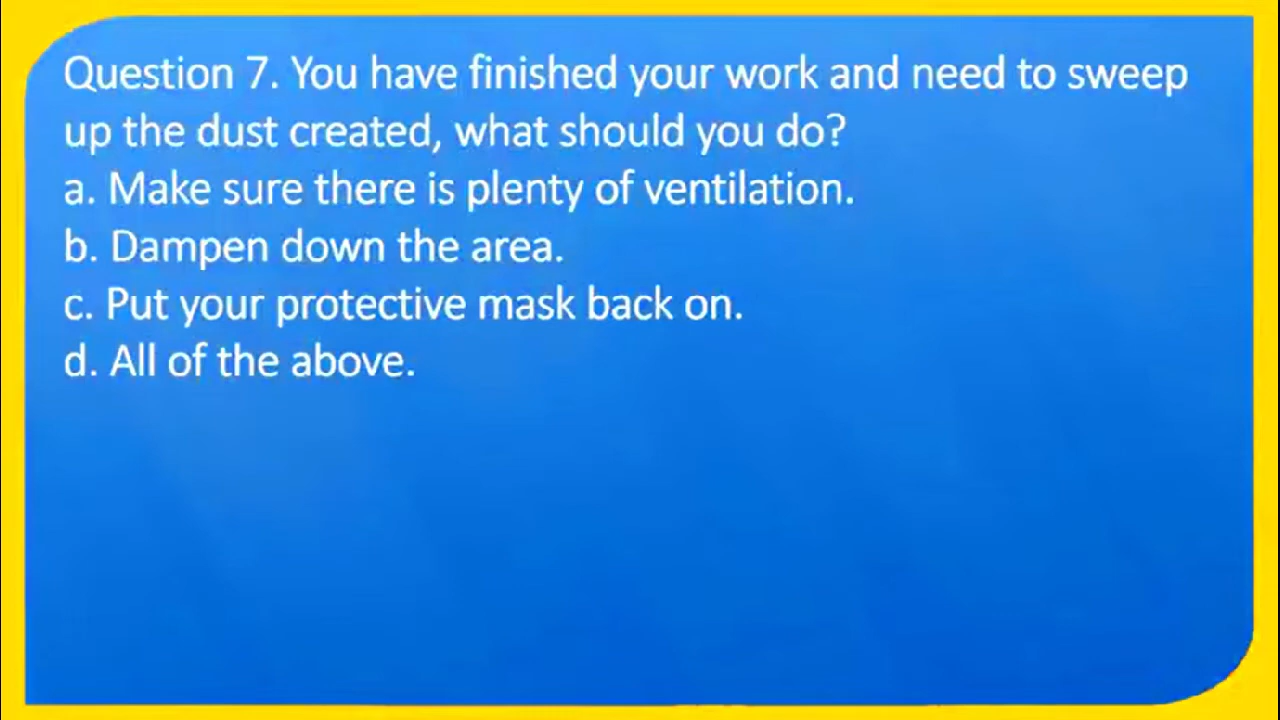 Question 7. You have finished your work and need to sweep
up the dust created, what should you do?
a. Make sure there is plenty of ventilation.
b. Dampen down the area.
c. Put your protective mask back on.
d. All of the above.